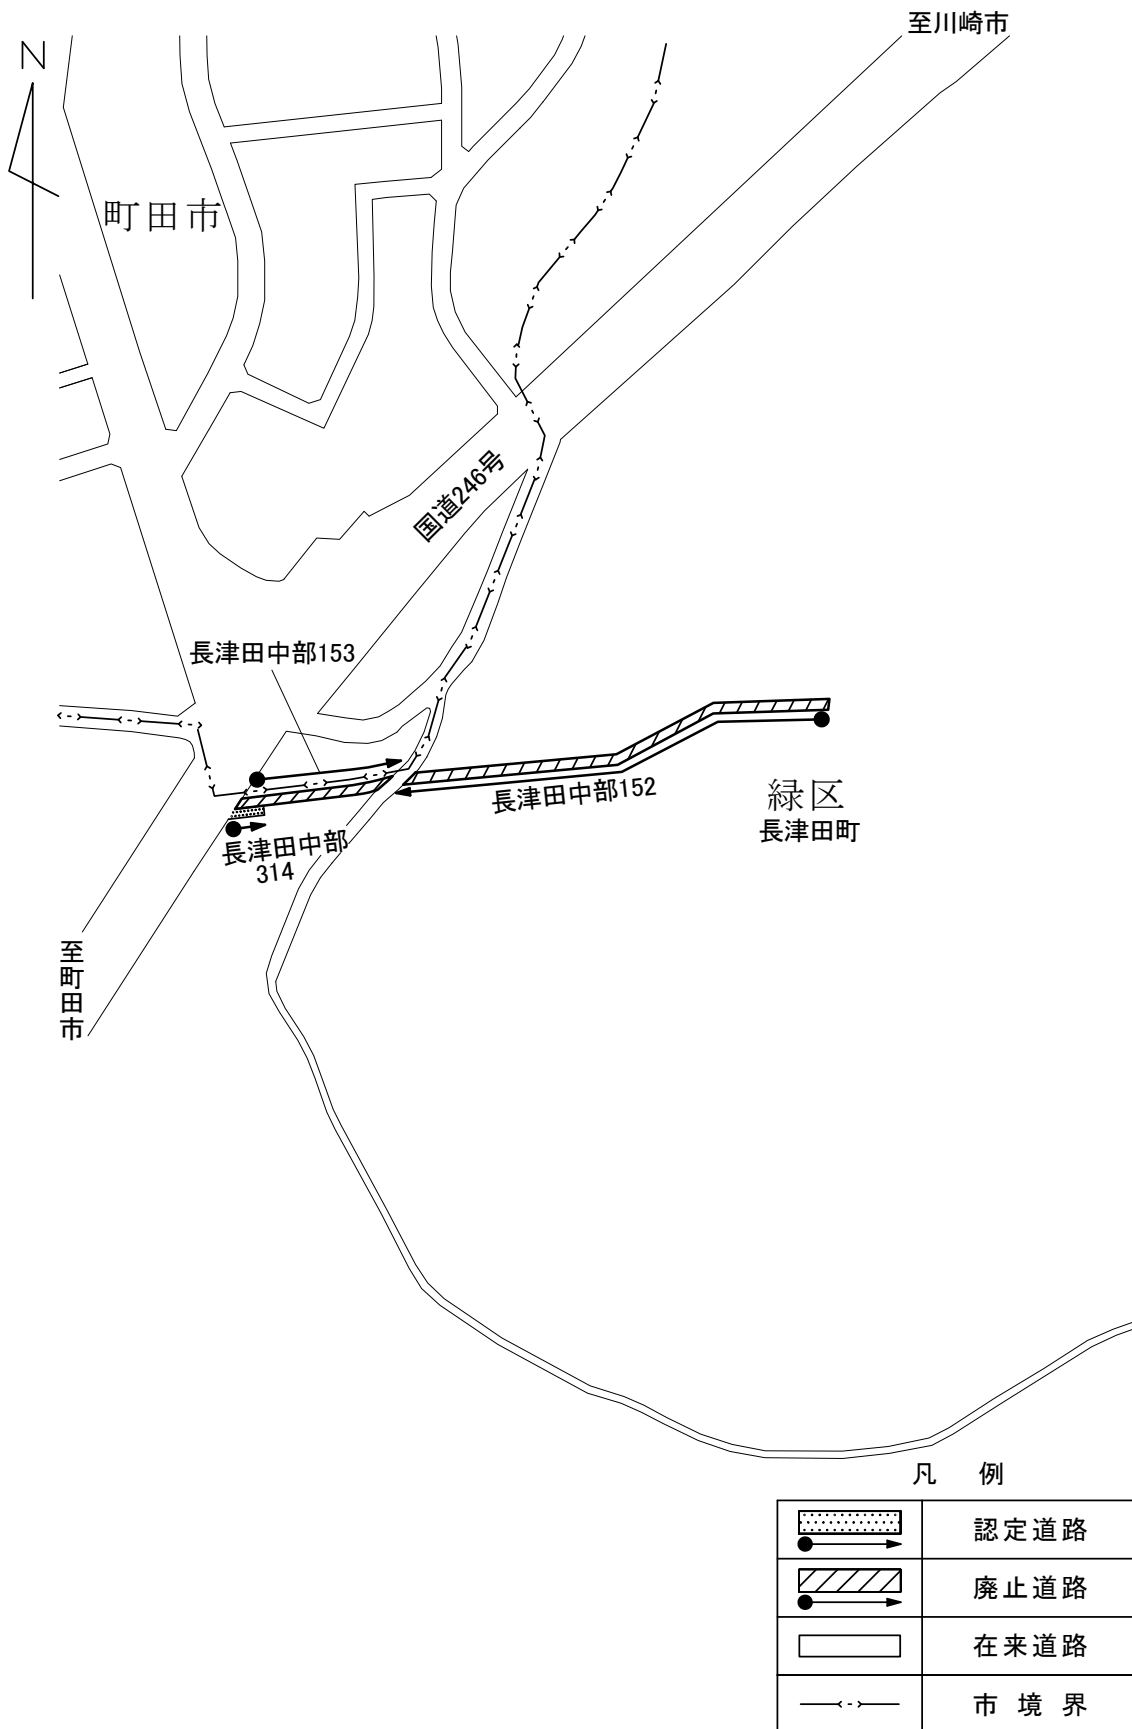 至川崎市
N
町田市
国道246号
長津田中部153
長津田中部152
緑区
長津田町
長津田中部
314
至町田市
凡 例
認定道路
廃止道路
在来道路
市境界